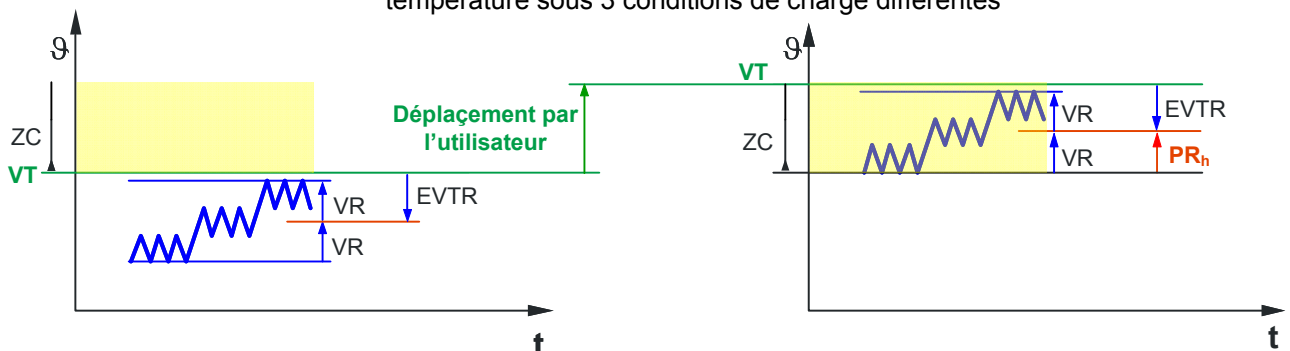 température sous 3 conditions de charge différentes
ϑ
ZC
VT
VR
VR
EVTR
t
Déplacement par
l’utilisateur
ϑ
VT
ZC
VR
VR
EVTR
PRh
t